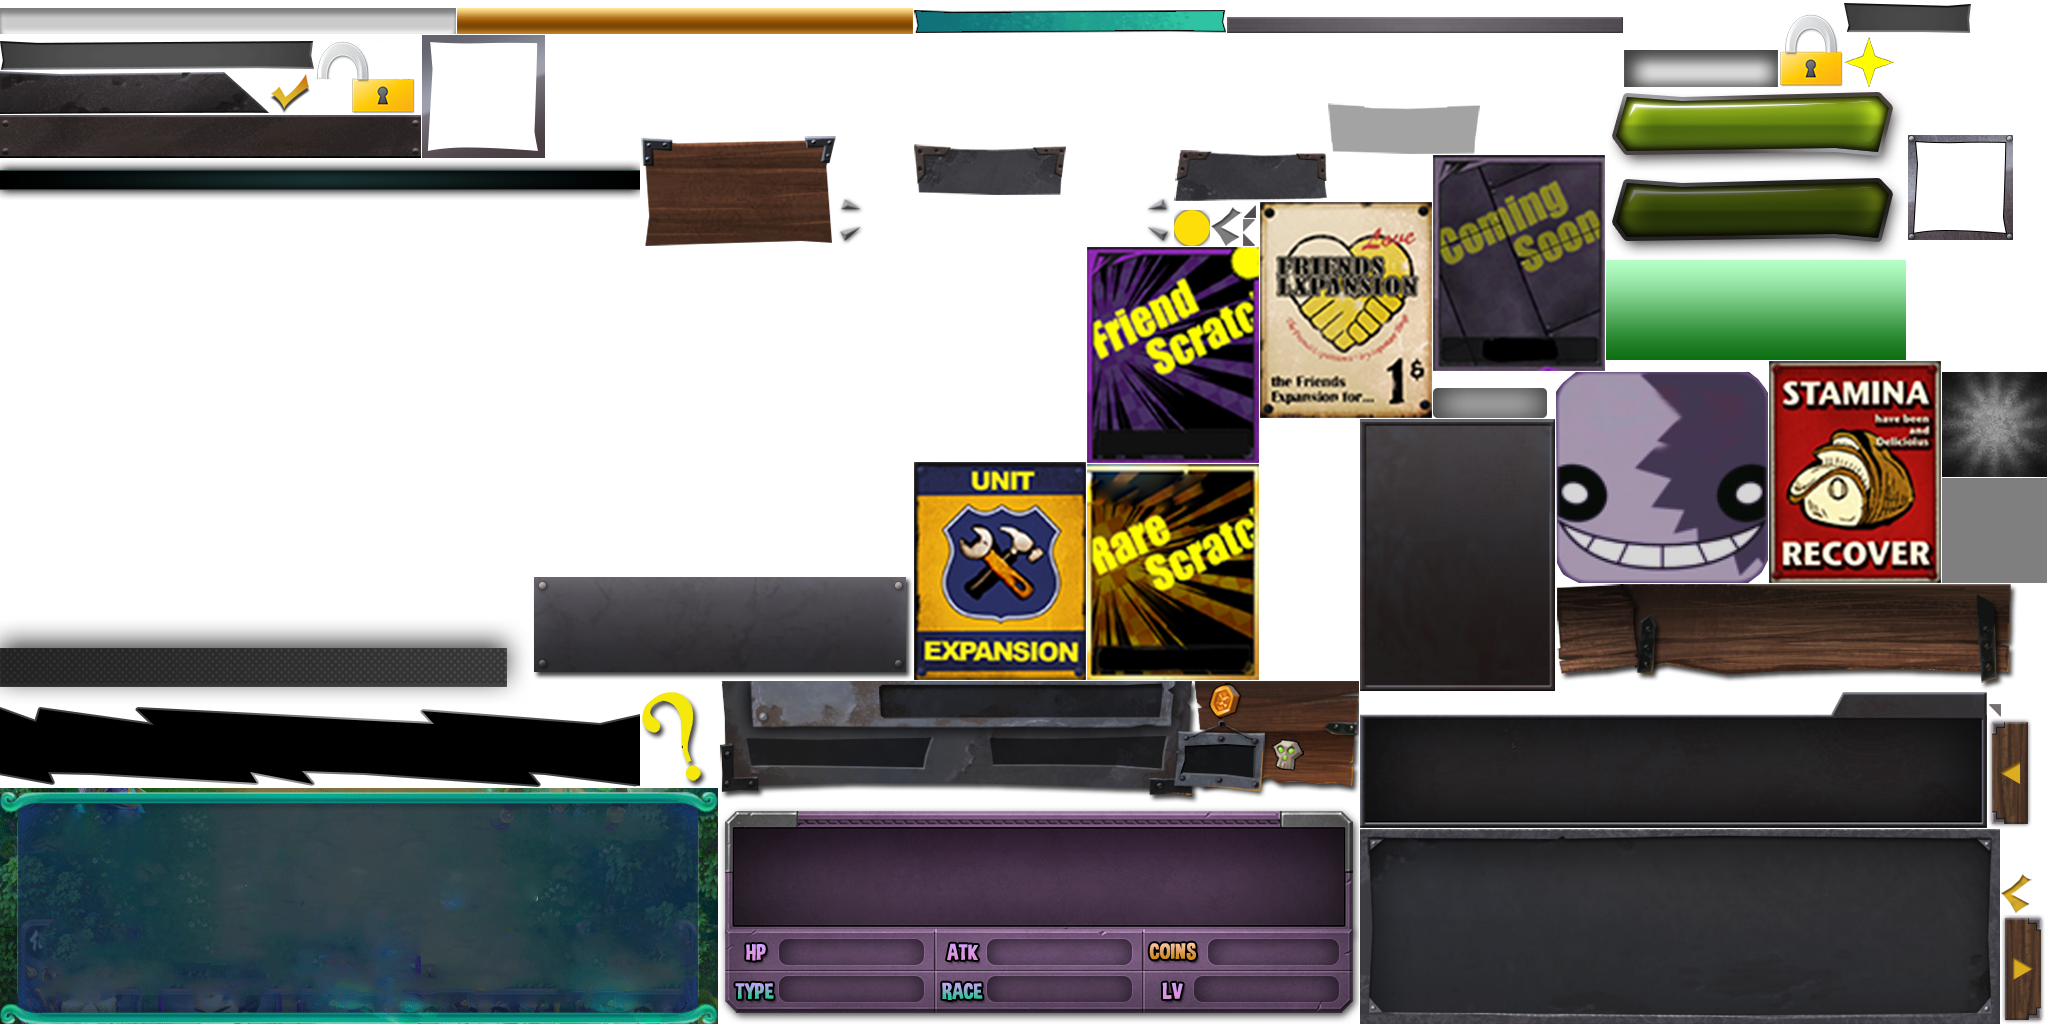 Coming
Soon
Love
FRIENDS
EXPANSION
the Friends
Expansion for...
1$
Friend
Scratc
STAMINA
have been
and
Deliciolus
RECOVER
UNIT
EXPANSION
Rare
Scratc
?
HP
ATK
COINS
TYPE
RACE
LV